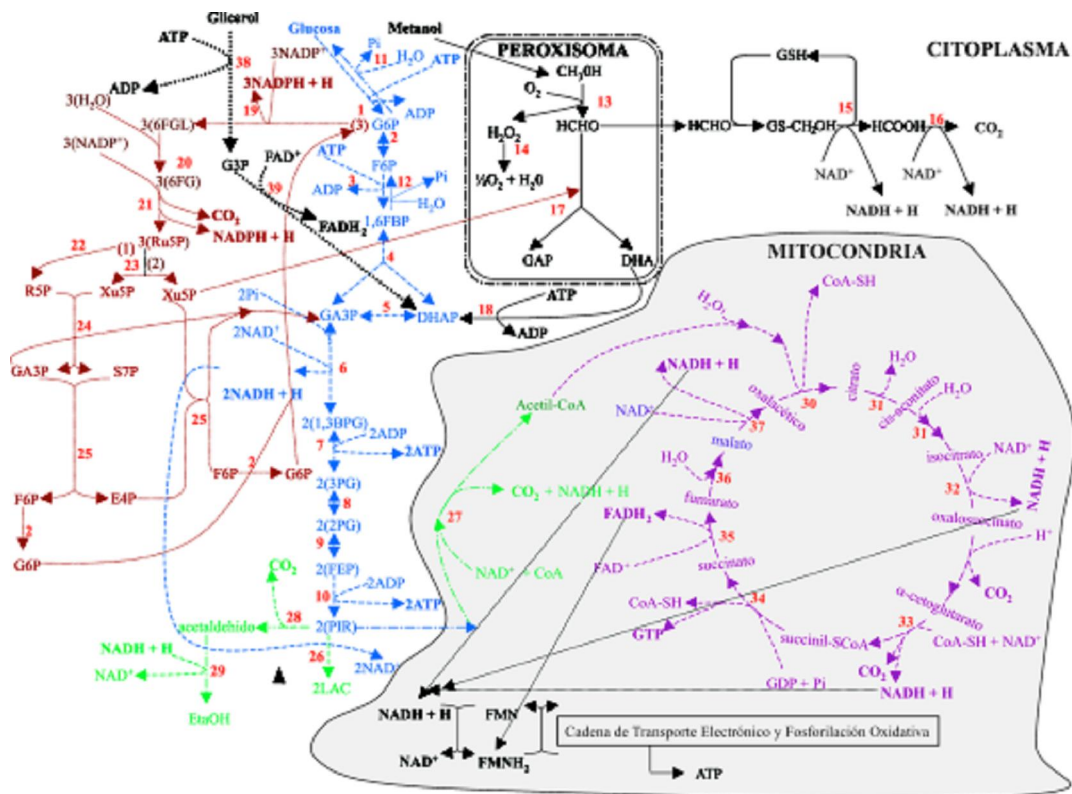 Glicerol
ATP
38
ADP
3NADP⁺
3NADPH + H
19
3(H₂O)
3(6FGL)
3(NADP⁺)
20
3(6FG)
21
CO₂
NADPH + H
22
(1)
3(Ru5P)
23
(2)
R5P
Xu5P
Xu5P
24
GA3P
S7P
25
25
F6P
E4P
F6P
2
G6P
2
G6P
Glucosa
Pi
11
H₂O
ATP
1
ADP
(3)
G6P
2
ATP
F6P
3
ADP
12
Pi
H₂O
1,6FBP
4
G3P
FAD⁺
39
FADH₂
2Pi
GA3P
5
DHAP
2NAD⁺
6
2NADH + H
2(1,3BPG)
7
2ADP
2ATP
2(3PG)
8
2(2PG)
9
2(FEP)
2ADP
10
2ATP
2(PIR)
CO₂
28
acetaldehido
NADH + H
29
NAD⁺
EtuOH
26
2LAC
2NAD⁺
Metanol
PEROXISOMA
CH₃0H
O₂
13
H₂O₂
HCHO
14
½O₂ + H₂0
17
GAP
DHA
18
ATP
ADP
CITOPLASMA
GSH
HCHO
GS-CH₂OH
15
HCOOH
16
CO₂
NAD⁺
NAD⁺
NADH + H
NADH + H
MITOCONDRIA
CoA-SH
H₂O
NADH + H
Acetil-CoA
oxalacético
30
citrato
31
H₂O
cis-aconitato
H₂O
31
NAD⁺
37
malato
isocitrato
NAD⁺
32
NADH + H
H₂O
36
fumarato
CO₂ + NADH + H
27
FADH₂
oxalosuccinato
H⁺
35
NAD⁺ + CoA
FAD⁺
succinato
CO₂
α-cetoglutarato
CoA-SH
34
GTP
succinil-SCoA
33
CoA-SH + NAD⁺
CO₂
GDP + Pi
NADH + H
NADH + H
FMN
Cadena de Transporte Electrónico y Fosforilación Oxidativa
NAD⁺
FMNH₂
ATP